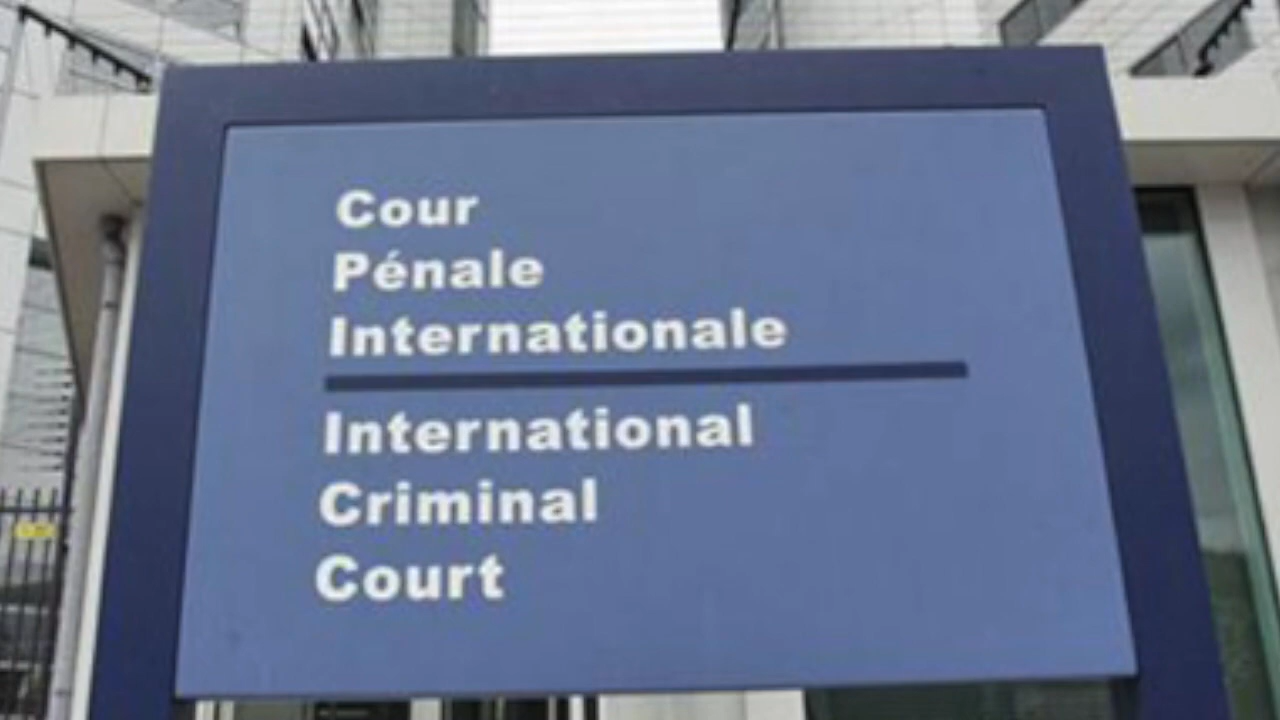 Cour
Pénale
Internationale
International
Criminal
Court